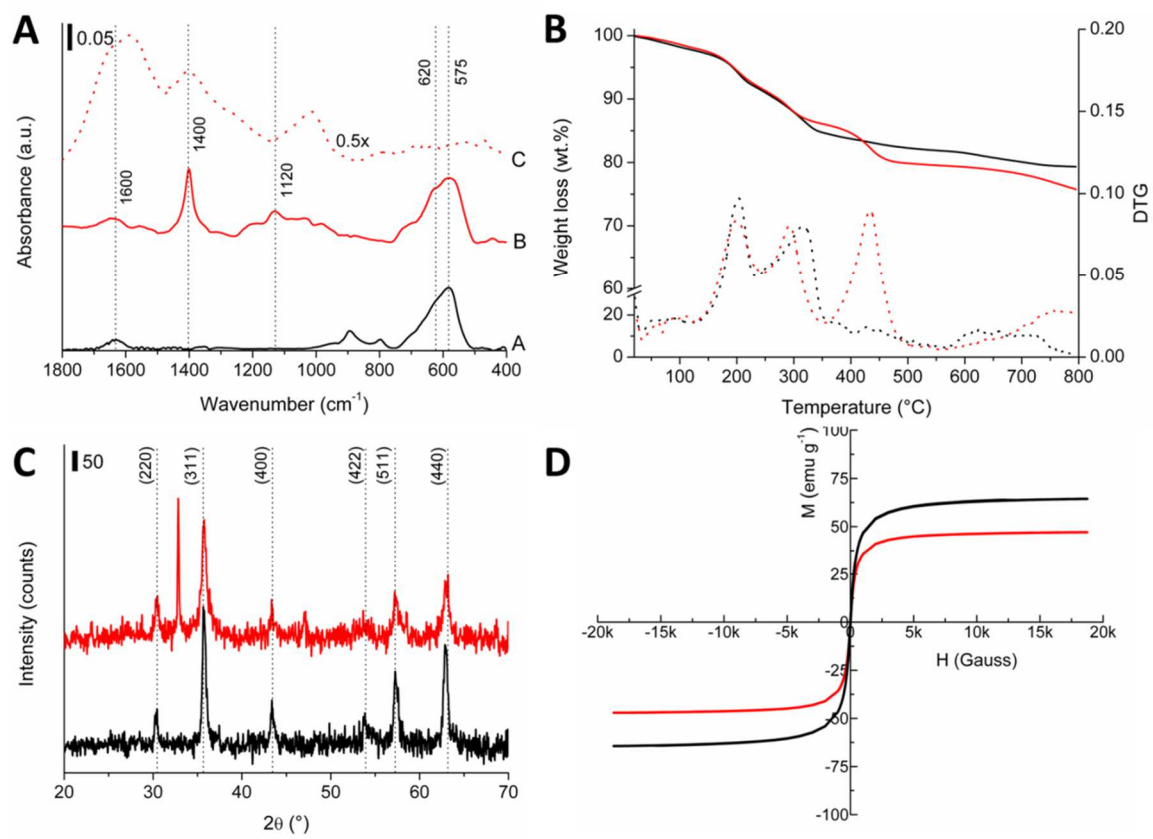 A
0.05
1600
1400
1120
620
575
0.5x
C
B
A
Absorbance (a.u.)
1800 1600 1400 1200 1000 800 600 400
Wavenumber (cm-1)
B
100
90
80
70
60
20
0
Weight loss (wt.%)
0.20
0.15
0.10
0.05
0.00
DTG
100 200 300 400 500 600 700 800
Temperature (°C)
C
50
(220)
(311)
(400)
(422)
(511)
(440)
Intensity (counts)
20 30 40 50 60 70
2θ (°)
D
M (emu g-1)
100
75
50
25
0
-25
-50
-75
-100
-20k -15k -10k -5k 0 5k 10k 15k 20k
H (Gauss)